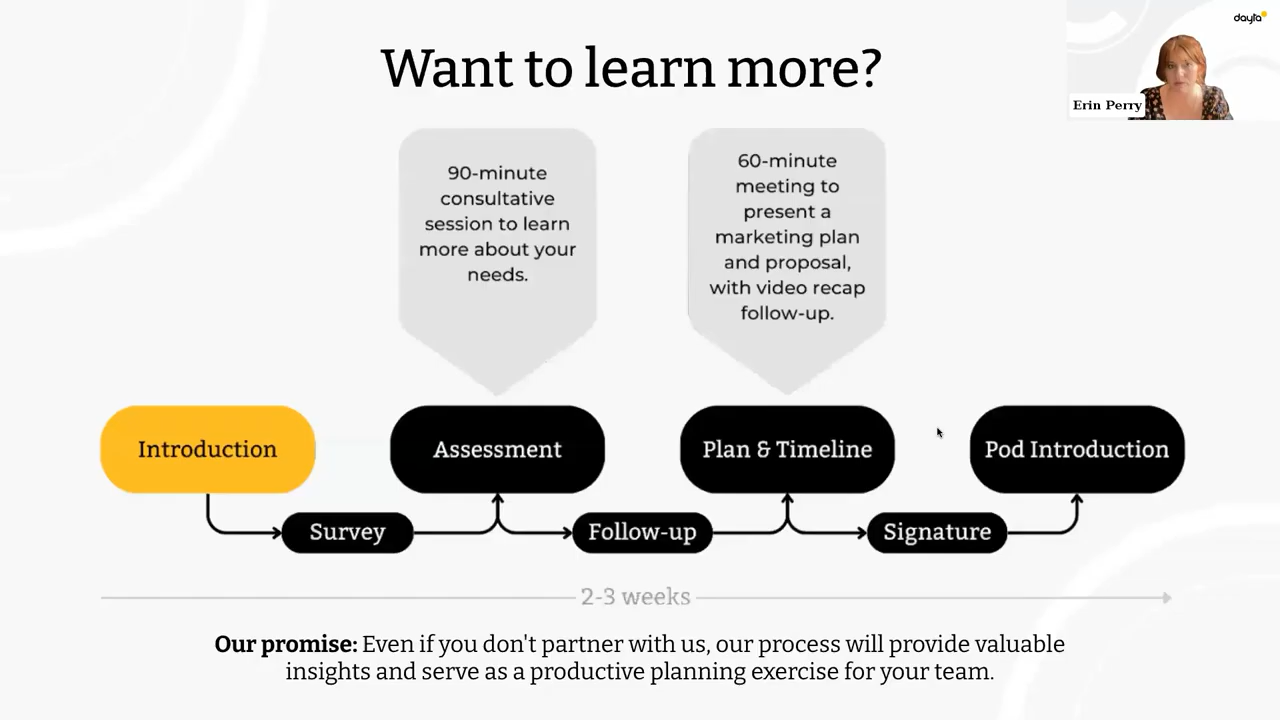 dayta
Want to learn more?
Erin Perry
90-minute
consultative
session to learn
more about your
needs.
60-minute
meeting to
present a
marketing plan
and proposal,
with video recap
follow-up.
Introduction
Assessment
Plan & Timeline
Pod Introduction
Survey
Follow-up
Signature
2-3 weeks
Our promise: Even if you don't partner with us, our process will provide valuable
insights and serve as a productive planning exercise for your team.